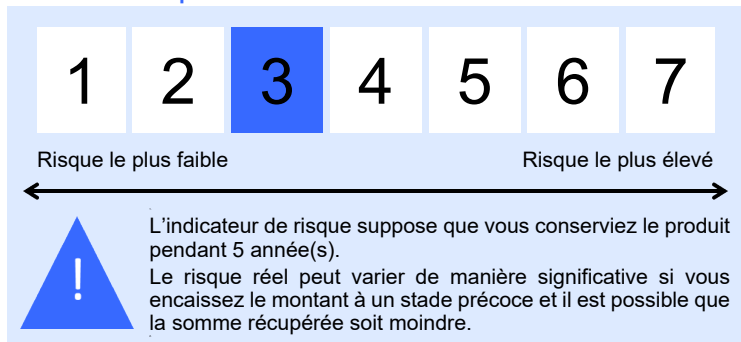 1 2 3 4 5 6 7
Risque le plus faible Risque le plus élevé
!
L'indicateur de risque suppose que vous conserviez le produit
pendant 5 année(s).
Le risque réel peut varier de manière significative si vous
encaissez le montant à un stade précoce et il est possible que
la somme récupérée soit moindre.